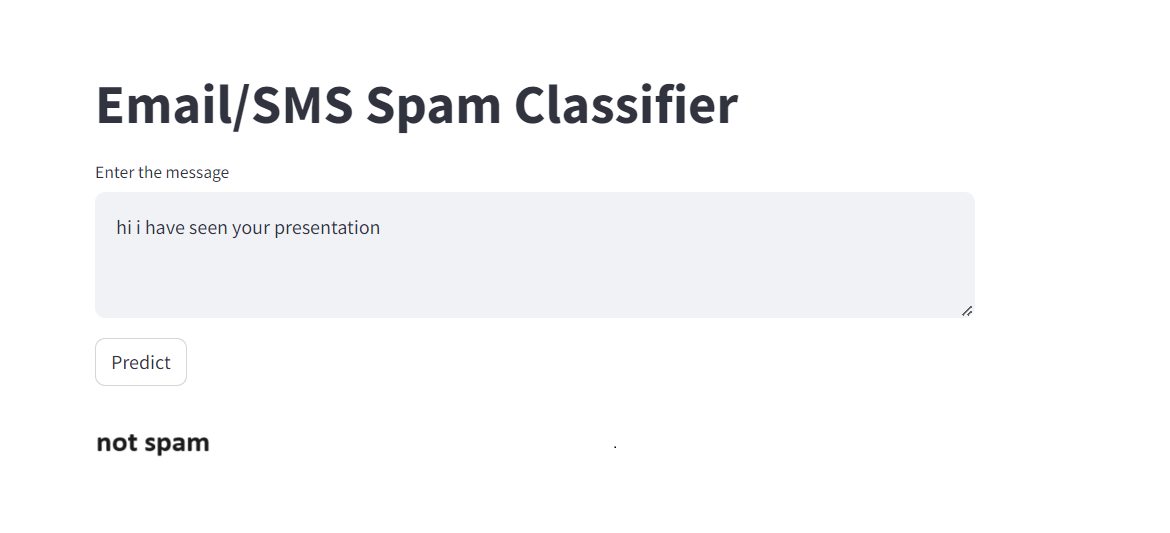 Email/SMS Spam Classifier
Enter the message
hi i have seen your presentation
Predict
not spam
.